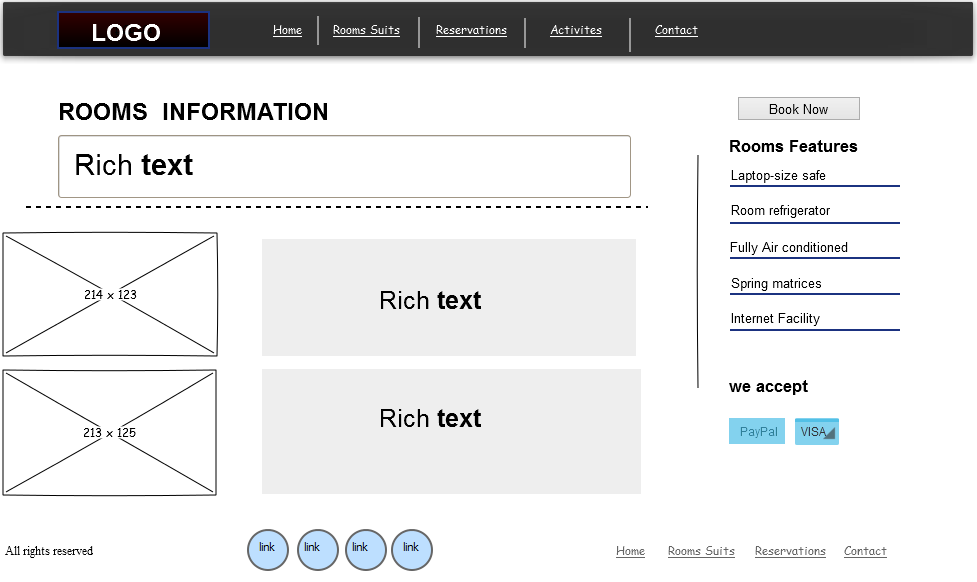 LOGO
Home
Rooms Suits
Reservations
Activites
Contact
ROOMS INFORMATION
Rich text
214 x 123
Rich text
213 x 125
Rich text
Book Now
Rooms Features
Laptop-size safe
Room refrigerator
Fully Air conditioned
Spring matrices
Internet Facility
we accept
PayPal
VISA
All rights reserved
link
link
link
link
Home
Rooms Suits
Reservations
Contact